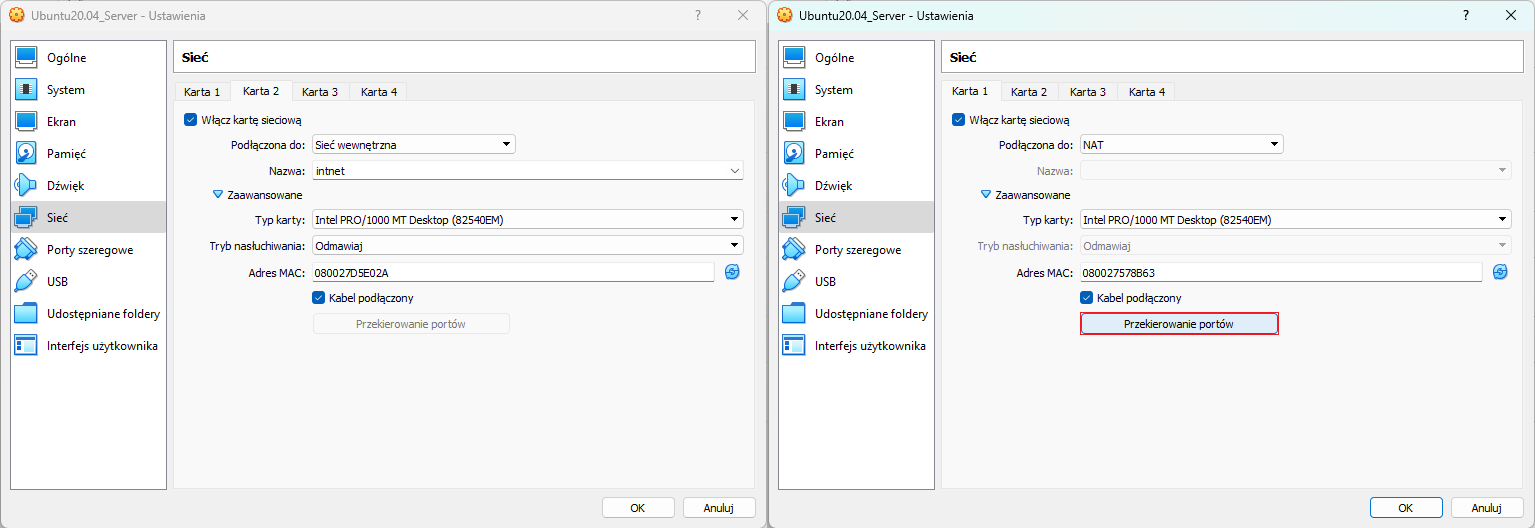 Ubuntu20.04_Server - Ustawienia
?
Ogólne
System
Ekran
Pamięć
Dźwięk
Sieć
Porty szeregowe
USB
Udostępniane foldery
Interfejs użytkownika
Sieć
Karta 1
Karta 2
Karta 3
Karta 4
Włącz kartę sieciową
Podłączona do: Sieć wewnętrzna
Nazwa: intnet
Zaawansowane
Typ karty: Intel PRO/1000 MT Desktop (82540EM)
Tryb nasłuchiwania: Odmawiaj
Adres MAC: 080027D5E02A
Kabel podłączony
Przekierowanie portów
OK
Anuluj
Ubuntu20.04_Server - Ustawienia
?
Ogólne
System
Ekran
Pamięć
Dźwięk
Sieć
Porty szeregowe
USB
Udostępniane foldery
Interfejs użytkownika
Sieć
Karta 1
Karta 2
Karta 3
Karta 4
Włącz kartę sieciową
Podłączona do: NAT
Nazwa:
Zaawansowane
Typ karty: Intel PRO/1000 MT Desktop (82540EM)
Tryb nasłuchiwania: Odmawiaj
Adres MAC: 080027578B63
Kabel podłączony
Przekierowanie portów
OK
Anuluj